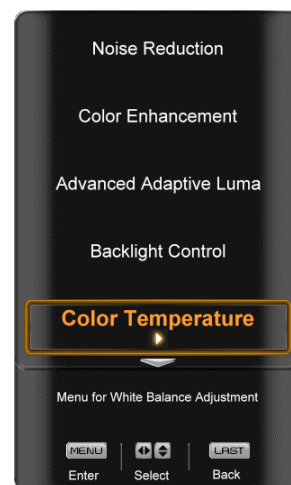 Noise Reduction
Color Enhancement
Advanced Adaptive Luma
Backlight Control
Color Temperature
Menu for White Balance Adjustment
MENU LAST
Enter Select Back